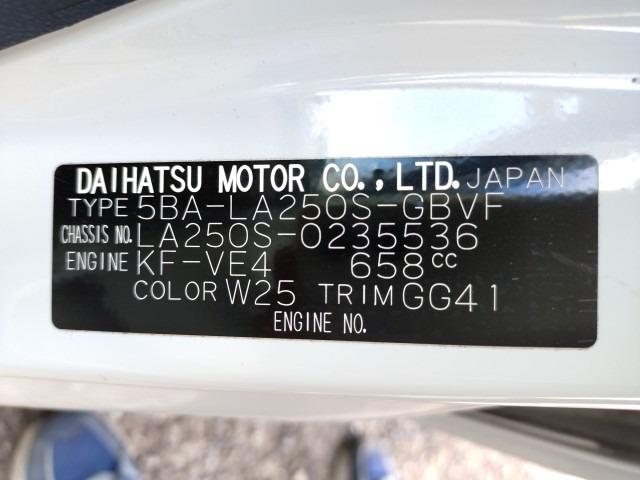 DAIHATSU MOTOR CO., LTD. JAPAN
TYPE 5BA-LA250S-GBVF
CHASSIS NO. LA250S-0235536
ENGINE KF-VE4 658cc
COLOR W25 TRIM GG41
ENGINE NO.